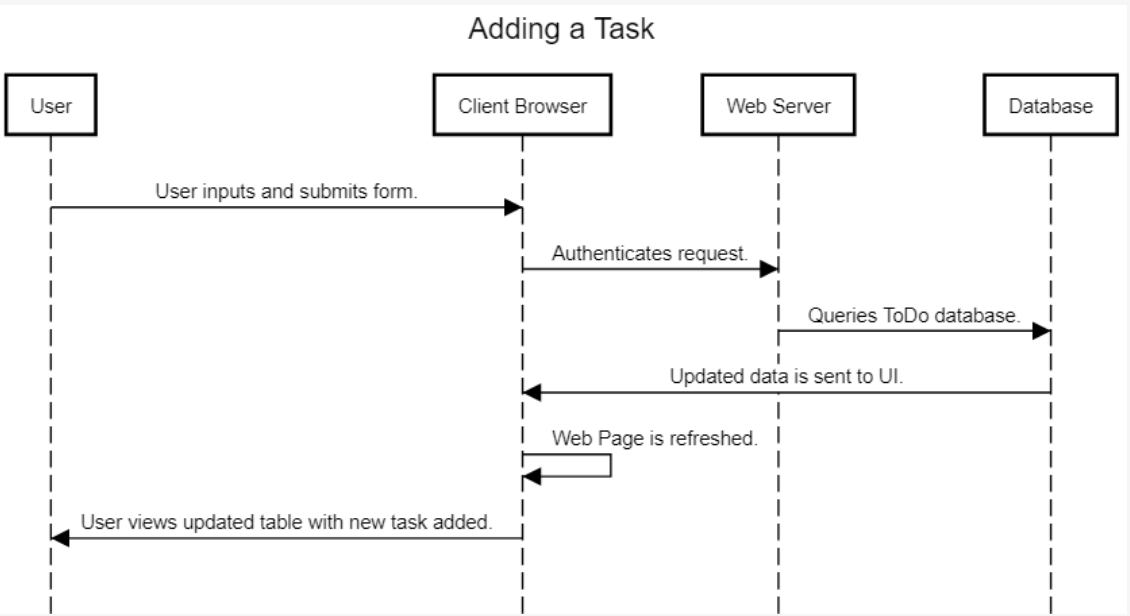 Adding a Task
User
Client Browser
Web Server
Database
User inputs and submits form.
Authenticates request.
Queries ToDo database.
Updated data is sent to UI.
Web Page is refreshed.
User views updated table with new task added.